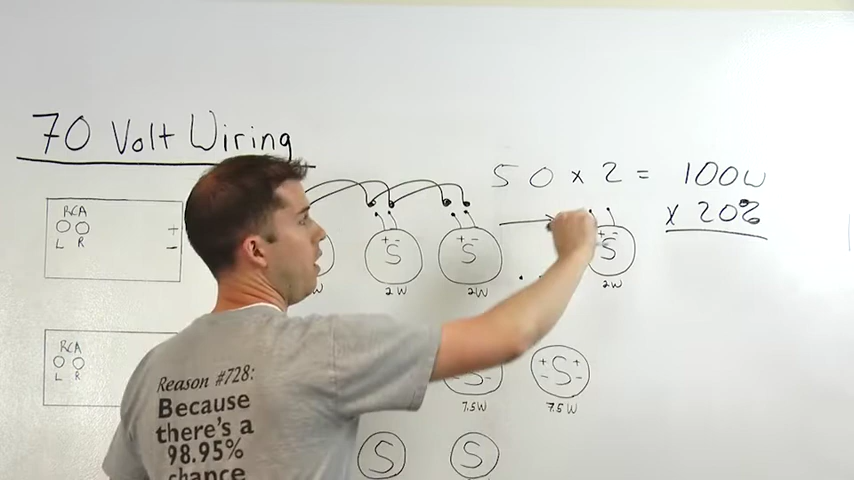 70 Volt Wiring
50 x 2 = 100W
x 20%
RCA
L R
+
−
+ −
S
2W
+ −
S
2W
+ −
S
2W
W
RCA
L R
7.5W
+ +
S
− −
7.5W
S
S
Reason #728:
Because
there's a
98.95%
chance